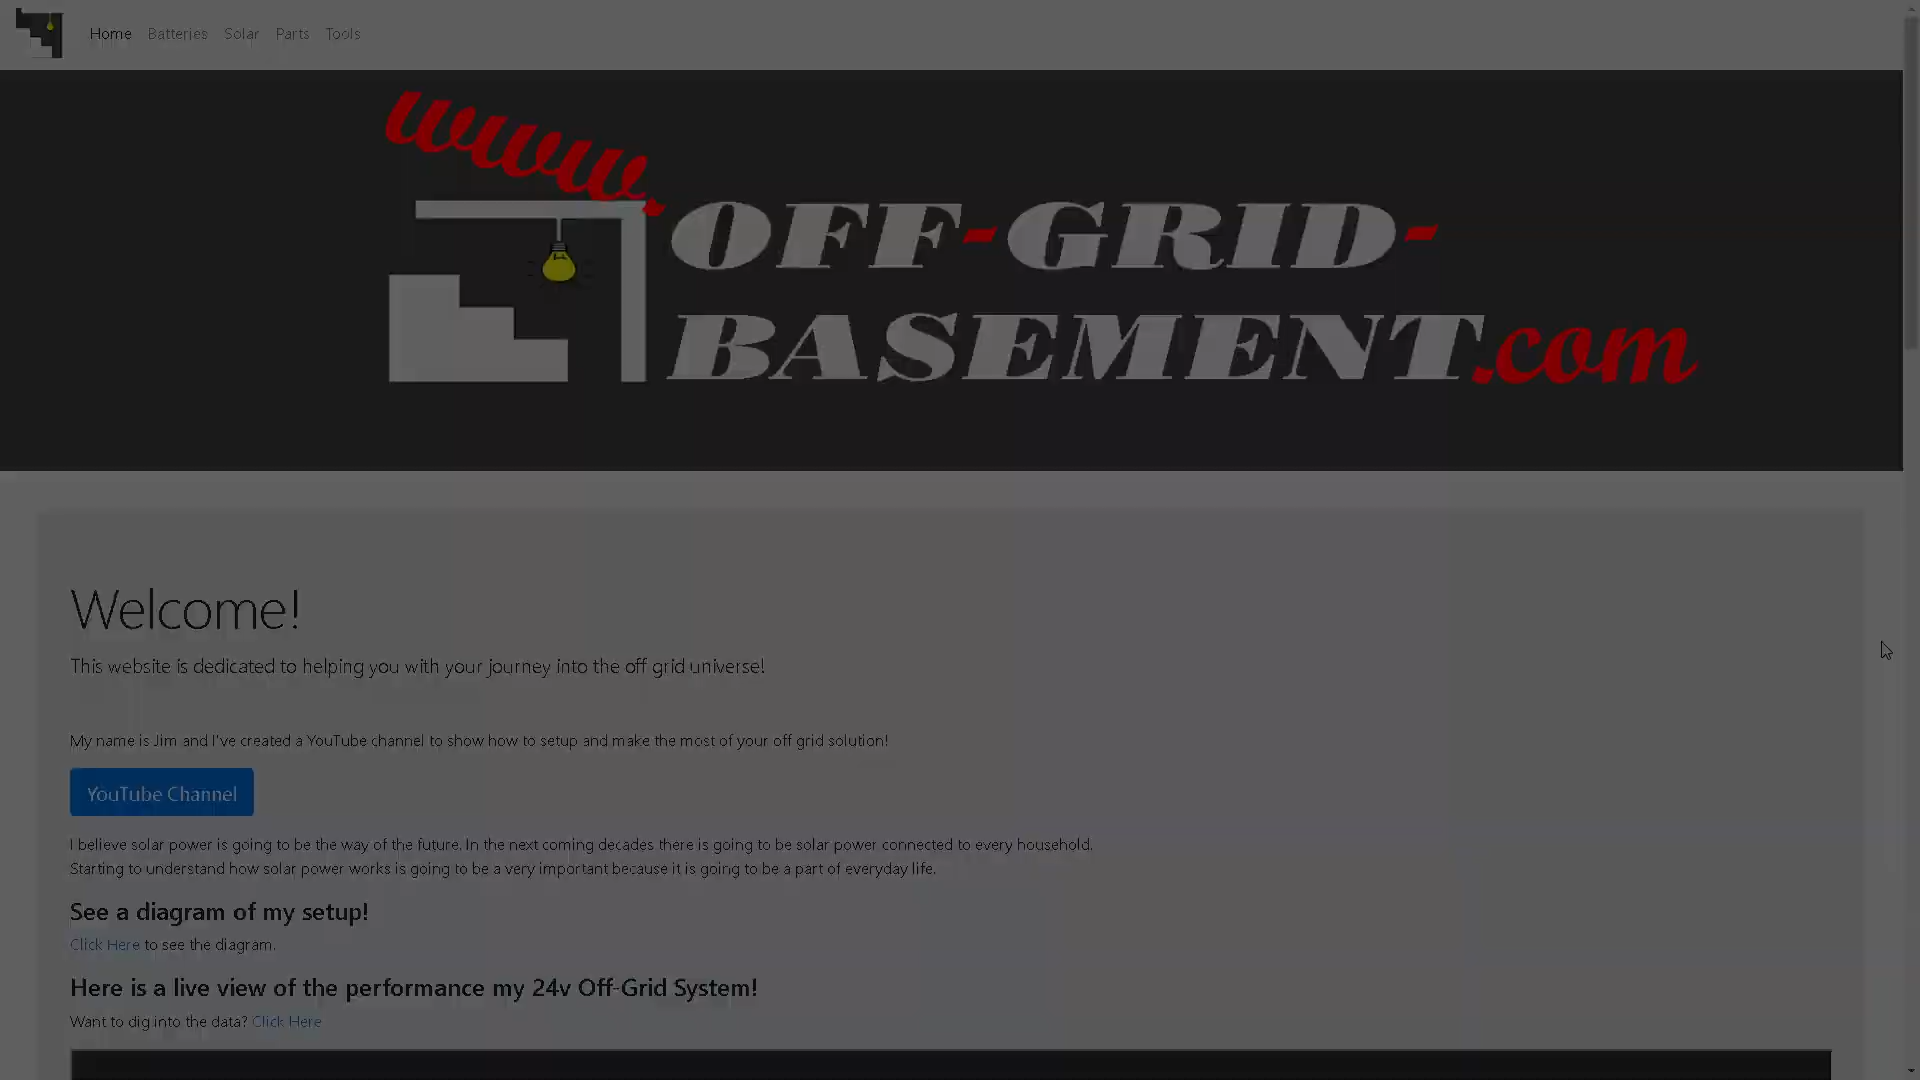 Home Batteries Solar Parts Tools
www.
OFF-GRID-
BASEMENT.com
Welcome!
This website is dedicated to helping you with your journey into the off grid universe!
My name is Jim and I've created a YouTube channel to show how to setup and make the most of your off grid solution!
YouTube Channel
I believe solar power is going to be the way of the future. In the next coming decades there is going to be solar power connected to every household.
Starting to understand how solar power works is going to be a very important because it is going to be a part of everyday life.
See a diagram of my setup!
Click Here to see the diagram.
Here is a live view of the performance my 24v Off-Grid System!
Want to dig into the data? Click Here